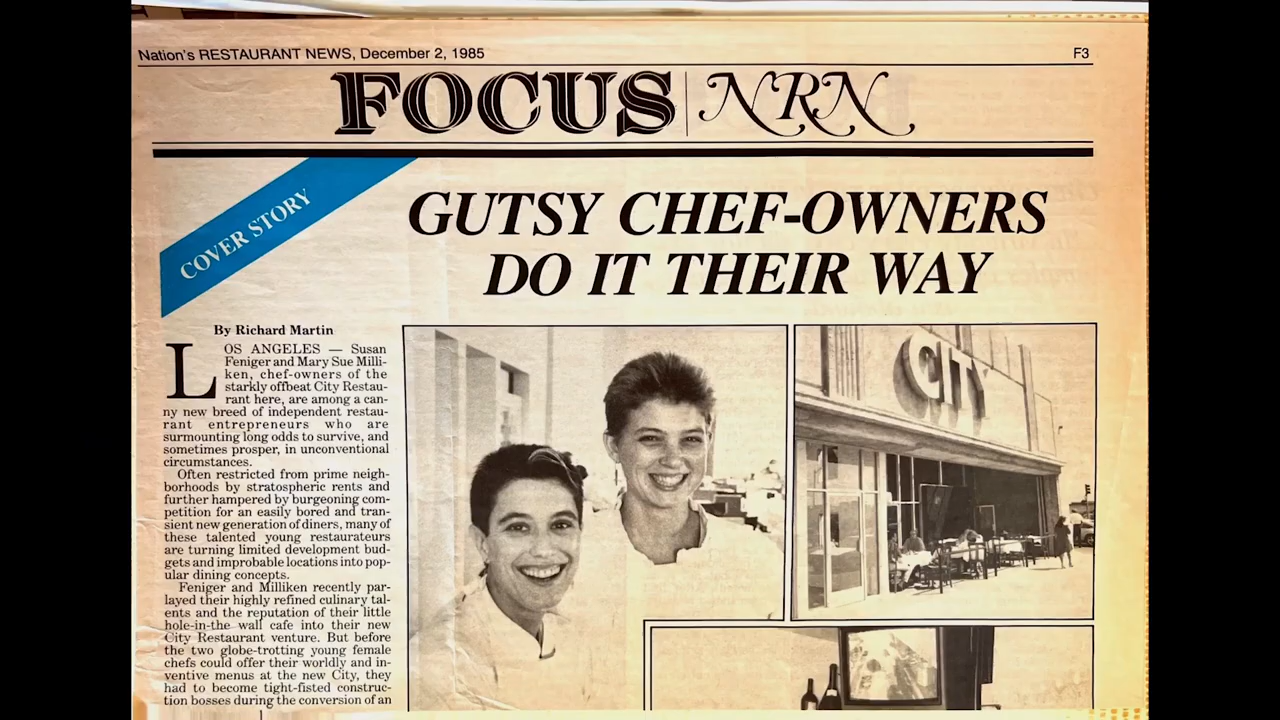 Nation's RESTAURANT NEWS, December 2, 1985
F3
FOCUS NRN
COVER STORY
GUTSY CHEF-OWNERS
DO IT THEIR WAY
By Richard Martin
LOS ANGELES — Susan
Feniger and Mary Sue Milli-
ken, chef-owners of the
starkly offbeat City Restau-
rant here, are among a can-
ny new breed of independent restau-
rant entrepreneurs who are
surmounting long odds to survive, and
sometimes prosper, in unconventional
circumstances.
Often restricted from prime neigh-
borhoods by stratospheric rents and
further hampered by burgeoning com-
petition for an easily bored and tran-
sient new generation of diners, many of
these talented young restaurateurs
are turning limited development bud-
gets and improbable locations into pop-
ular dining concepts.
Feniger and Milliken recently par-
layed their highly refined culinary tal-
ents and the reputation of their little
hole-in-the wall cafe into their new
City Restaurant venture. But before
the two globe-trotting young female
chefs could offer their worldly and in-
ventive menus at the new City, they
had to become tight-fisted construc-
tion bosses during the conversion of an
CITY